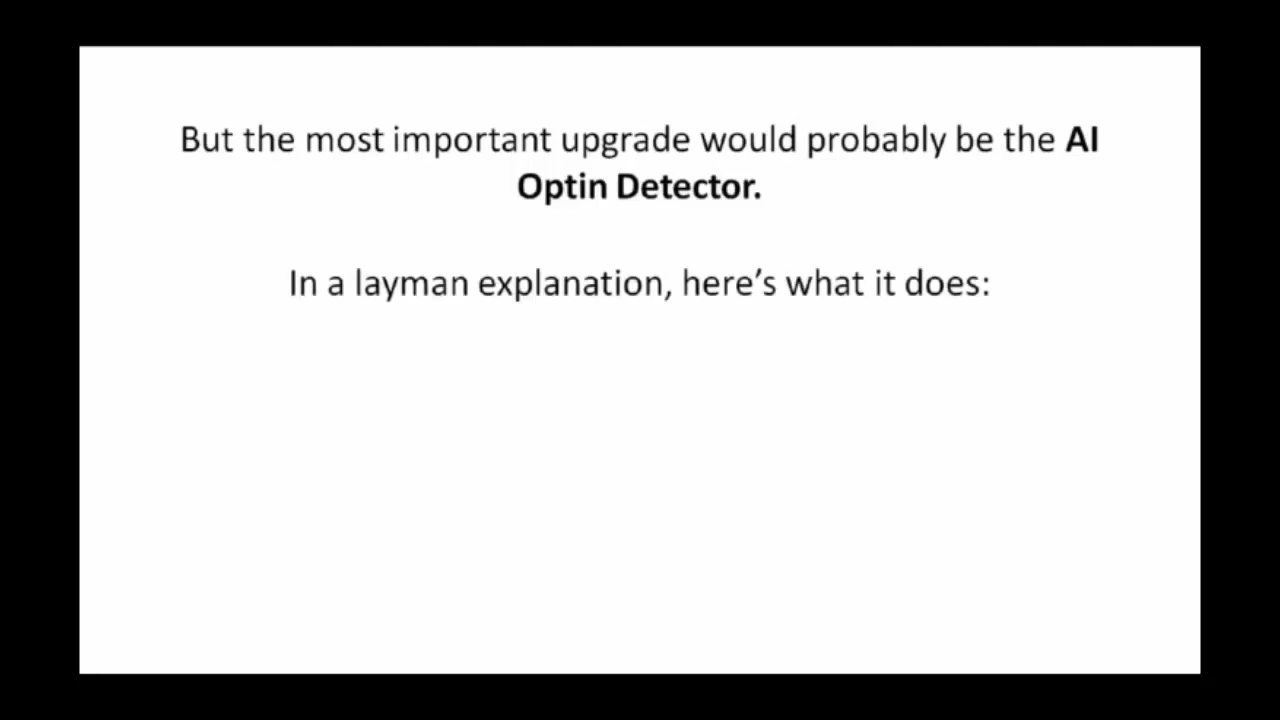 But the most important upgrade would probably be the AI
Optin Detector.
In a layman explanation, here’s what it does: